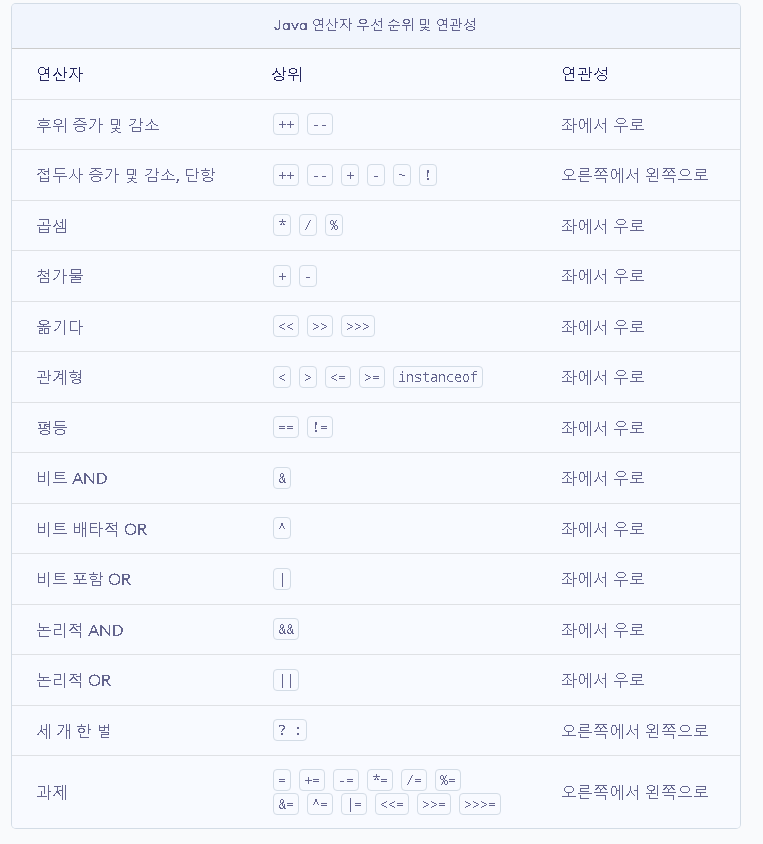 Java 연산자 우선 순위 및 연관성
연산자 상위 연관성
후위 증가 및 감소 ++ -- 좌에서 우로
접두사 증가 및 감소, 단항 ++ -- + - ~ ! 오른쪽에서 왼쪽으로
곱셈 * / % 좌에서 우로
첨가물 + - 좌에서 우로
옮기다 << >> >>> 좌에서 우로
관계형 < > <= >= instanceof 좌에서 우로
평등 == != 좌에서 우로
비트 AND & 좌에서 우로
비트 배타적 OR ^ 좌에서 우로
비트 포함 OR | 좌에서 우로
논리적 AND && 좌에서 우로
논리적 OR || 좌에서 우로
세 개 한 벌 ? : 오른쪽에서 왼쪽으로
과제 = += -= *= /= %= 오른쪽에서 왼쪽으로
&= ^= |= <<= >>= >>>=